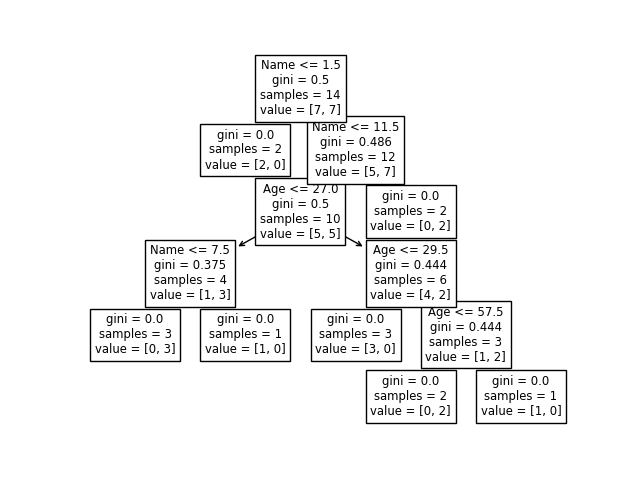 Name <= 1.5
gini = 0.5
samples = 14
value = [7, 7]
gini = 0.0
samples = 2
value = [2, 0]
Name <= 11.5
gini = 0.486
samples = 12
value = [5, 7]
Age <= 27.0
gini = 0.5
samples = 10
value = [5, 5]
gini = 0.0
samples = 2
value = [0, 2]
Name <= 7.5
gini = 0.375
samples = 4
value = [1, 3]
Age <= 29.5
gini = 0.444
samples = 6
value = [4, 2]
gini = 0.0
samples = 3
value = [0, 3]
gini = 0.0
samples = 1
value = [1, 0]
gini = 0.0
samples = 3
value = [3, 0]
Age <= 57.5
gini = 0.444
samples = 3
value = [1, 2]
gini = 0.0
samples = 2
value = [0, 2]
gini = 0.0
samples = 1
value = [1, 0]